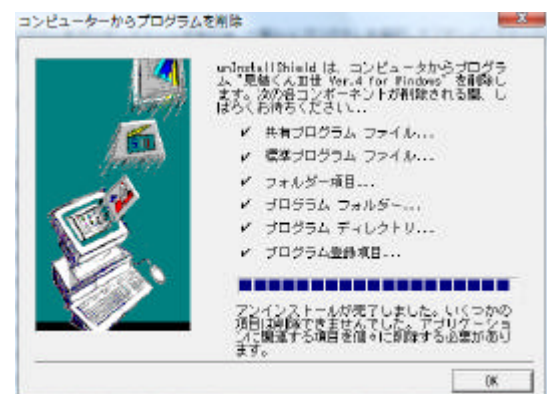 コンピューターからプログラムを削除
unInstallShield は、コンピュータからプログラ
ム "見積くんⅢ世 Ver.4 for Windows" を削除し
ます。次の各コンポーネントが削除される間、し
ばらくお待ちください...
✓ 共有プログラム ファイル...
✓ 標準プログラム ファイル...
✓ フォルダー項目...
✓ プログラム フォルダー...
✓ プログラム ディレクトリ...
✓ プログラム登録項目...
アンインストールが完了しました。いくつかの
項目は削除できませんでした。アプリケーショ
ンに関連する項目を個々に削除する必要があり
ます。
OK